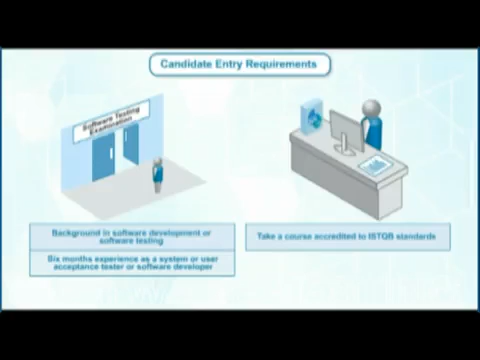 Candidate Entry Requirements
Software Testing
Examination
Background in software development or
software testing
Six months experience as a system or user
acceptance tester or software developer
Take a course accredited to ISTQB standards